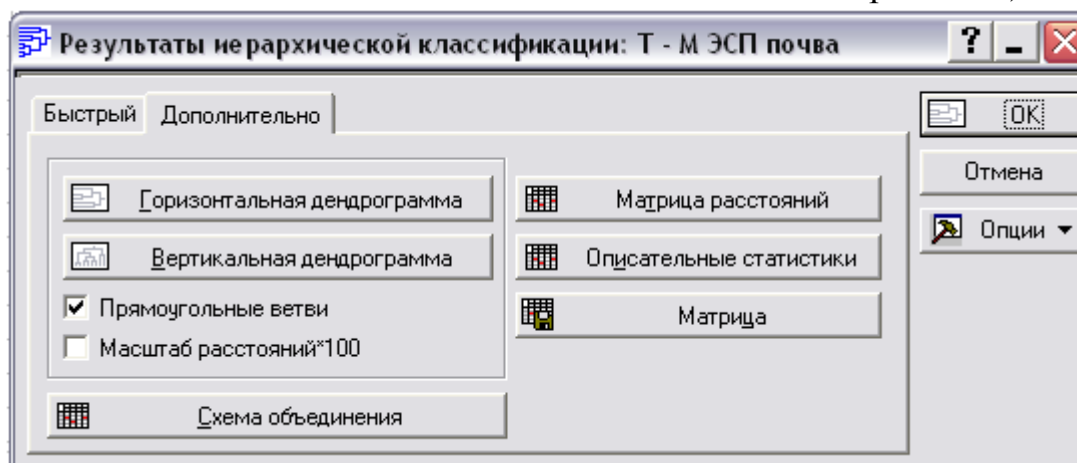 Результаты иерархической классификации: Т - М ЭСП почва
Быстрый
Дополнительно
Горизонтальная дендрограмма
Вертикальная дендрограмма
Прямоугольные ветви
Масштаб расстояний*100
Схема объединения
Матрица расстояний
Описательные статистики
Матрица
OK
Отмена
Опции